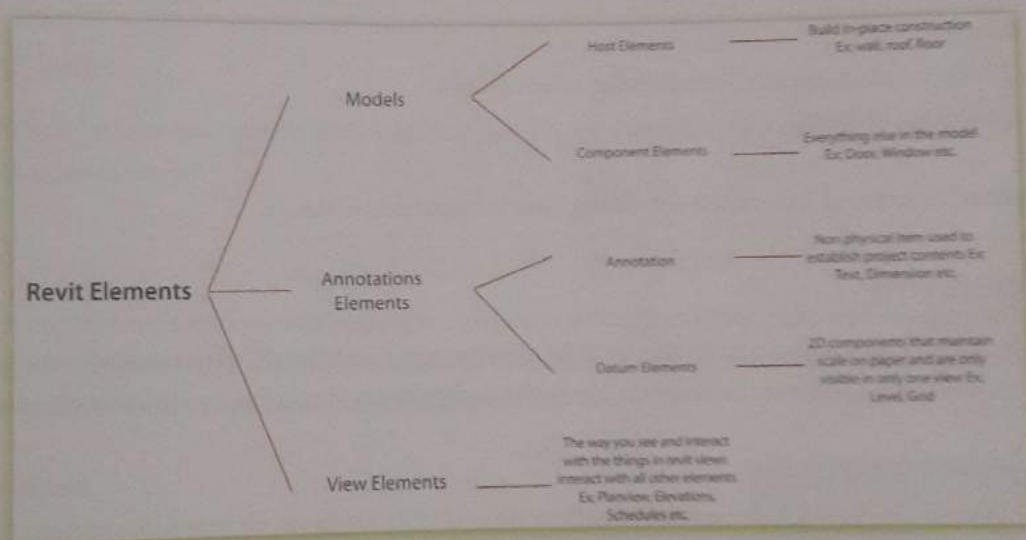 Revit Elements
Models
Host Elements
Build in-place construction
Ex; wall, roof, floor
Component Elements
Everything else in the model
Ex; Door, Window etc.
Annotations
Elements
Annotation
Non physical item used to
establish project contents Ex;
Text, Dimension etc,
Datum Elements
2D components that maintain
scale on paper and are only
visible in only one view Ex;
Level, Grid
View Elements
The way you see and interact
with the things in revit views
interact with all other elements
Ex; Planview, Elevations,
Schedules etc.